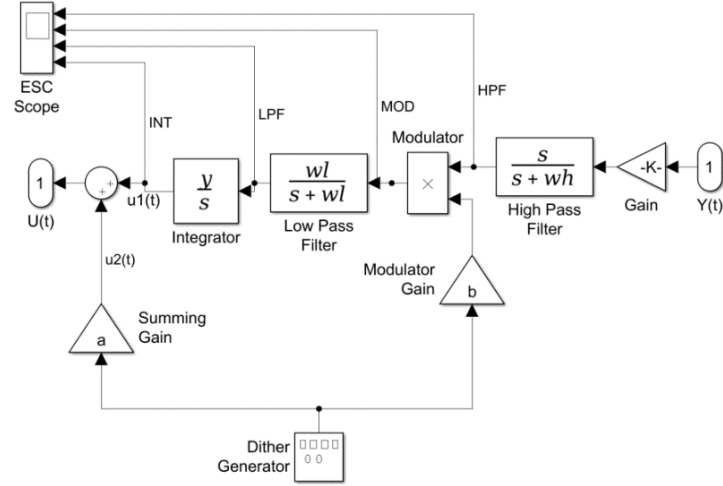 ESC
Scope
INT
LPF
MOD
HPF
Modulator
×
s
s + wh
High Pass
Filter
-K-
Gain
1
Y(t)
wl
s + wl
Low Pass
Filter
y
s
Integrator
u1(t)
+
+
1
U(t)
u2(t)
Modulator
Gain
b
Summing
Gain
a
Dither
Generator